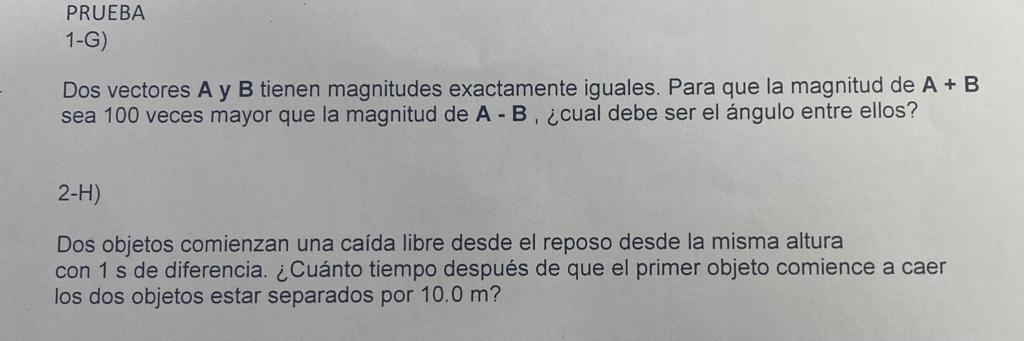 PRUEBA
1-G)
Dos vectores A y B tienen magnitudes exactamente iguales. Para que la magnitud de A + B
sea 100 veces mayor que la magnitud de A - B , ¿cual debe ser el ángulo entre ellos?
2-H)
Dos objetos comienzan una caída libre desde el reposo desde la misma altura
con 1 s de diferencia. ¿Cuánto tiempo después de que el primer objeto comience a caer
los dos objetos estar separados por 10.0 m?